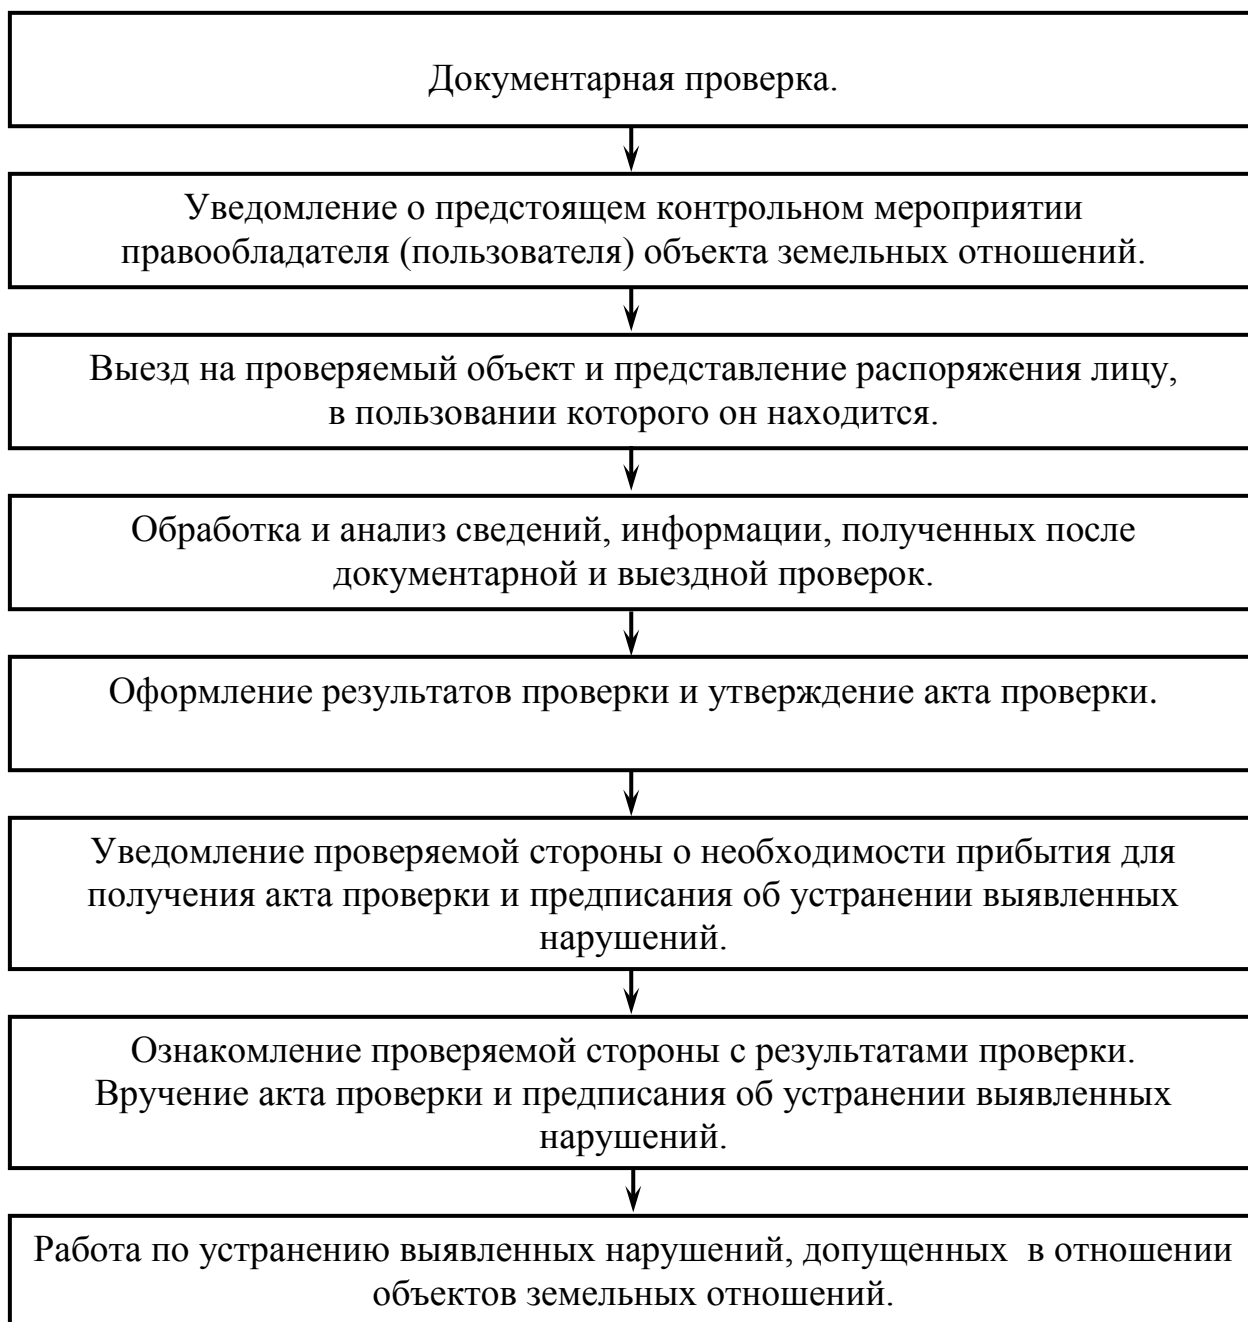 Документарная проверка.
Уведомление о предстоящем контрольном мероприятии
правообладателя (пользователя) объекта земельных отношений.
Выезд на проверяемый объект и представление распоряжения лицу,
в пользовании которого он находится.
Обработка и анализ сведений, информации, полученных после
документарной и выездной проверок.
Оформление результатов проверки и утверждение акта проверки.
Уведомление проверяемой стороны о необходимости прибытия для
получения акта проверки и предписания об устранении выявленных
нарушений.
Ознакомление проверяемой стороны с результатами проверки.
Вручение акта проверки и предписания об устранении выявленных
нарушений.
Работа по устранению выявленных нарушений, допущенных  в отношении
объектов земельных отношений.